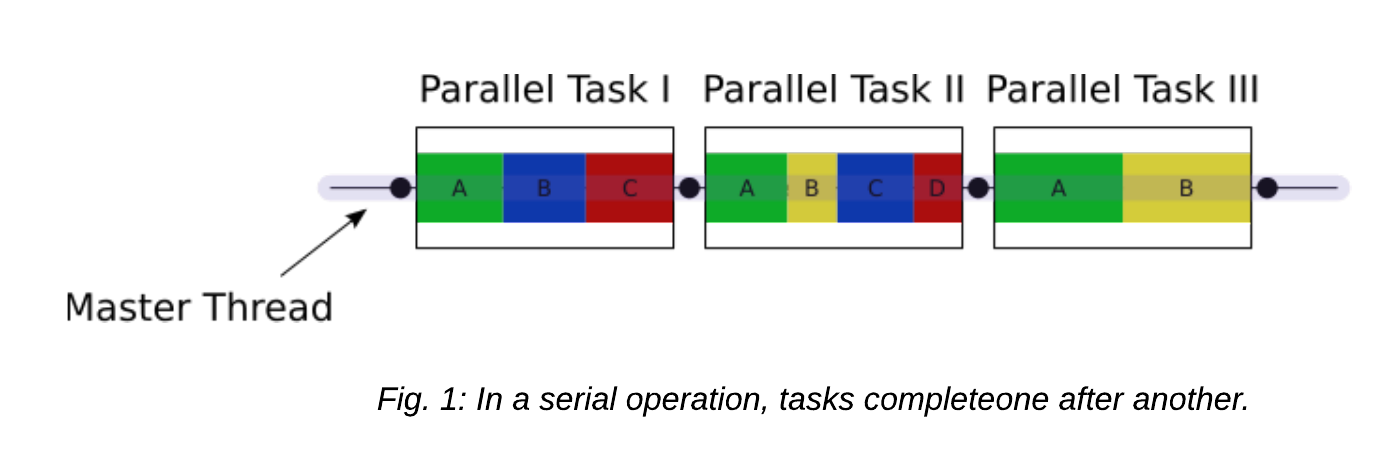 Parallel Task I Parallel Task II Parallel Task III
A B C A B C D A B
Master Thread
Fig. 1: In a serial operation, tasks completeone after another.